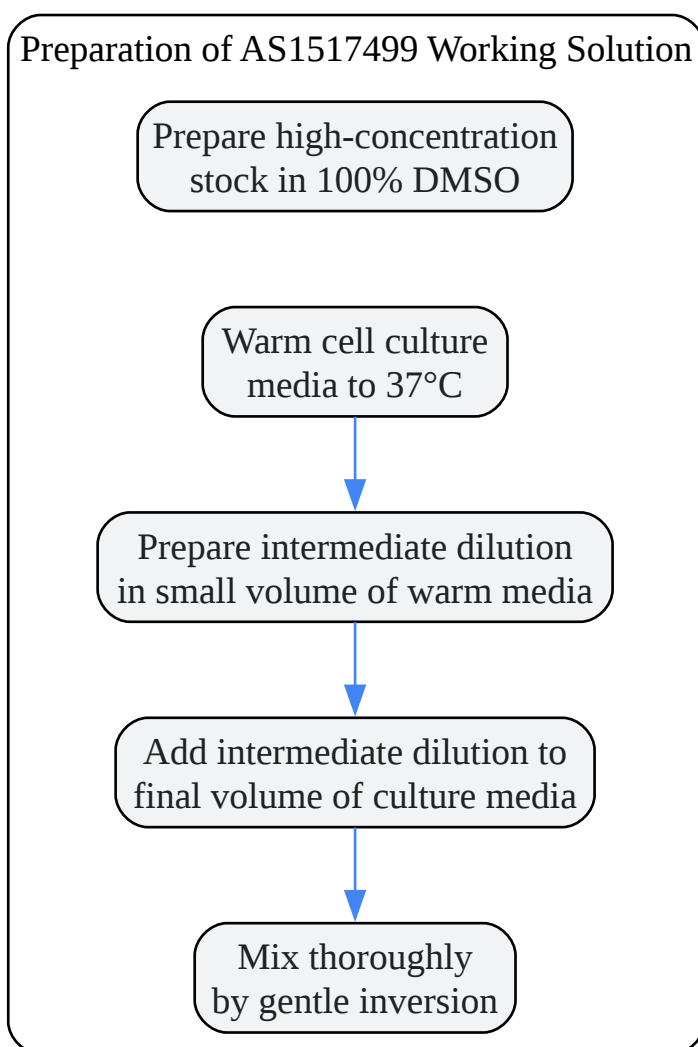 Preparation of AS1517499 Working Solution
Prepare high-concentration
stock in 100% DMSO
Warm cell culture
media to 37°C
Prepare intermediate dilution
in small volume of warm media
Add intermediate dilution to
final volume of culture media
Mix thoroughly
by gentle inversion